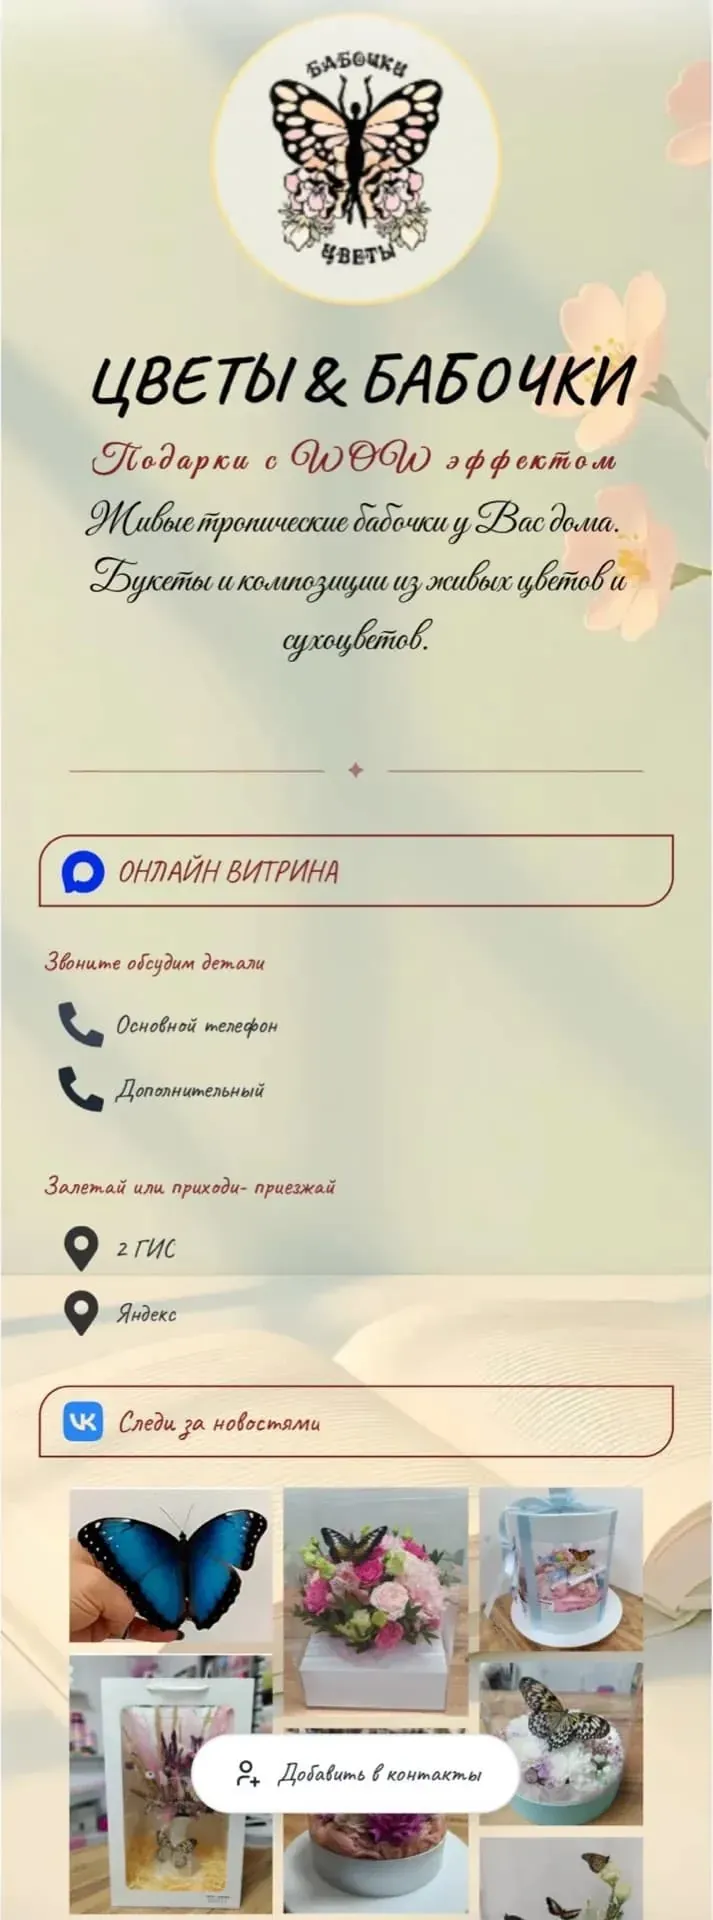 БАБОЧКИ
ЦВЕТЫ
ЦВЕТЫ & БАБОЧКИ
Подарки с WOW эффектом
Живые тропические бабочки у Вас дома.
Букеты и композиции из живых цветов и
сухоцветов.
ОНЛАЙН ВИТРИНА
Звоните обсудим детали
Основной телефон
Дополнительный
Залетай или приходи- приезжай
2 ГИС
Яндекс
Следи за новостями
Добавить в контакты